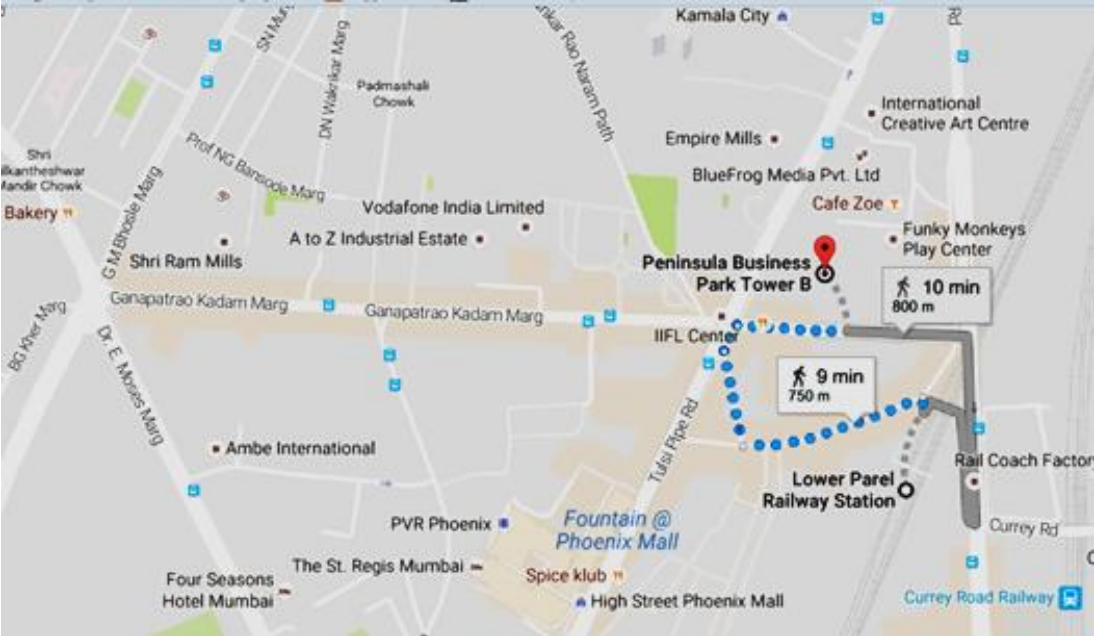 Kamala City
Rd
SN
DN Wakrikar Marg
Rao Naram Path
Padmashali
Chowk
International
Creative Art Centre
Empire Mills
Prof NG Bansode Marg
BlueFrog Media Pvt. Ltd
Shri
Mandir Chowk
Cafe Zoe
Bakery
G M Bhosle Marg
Vodafone India Limited
A to Z Industrial Estate
Funky Monkeys
Play Center
Shri Ram Mills
Peninsula Business
Park Tower B
10 min
800 m
Ganapatrao Kadam Marg
Ganapatrao Kadam Marg
BG Kher Marg
IIFL Center
Dr. E. Moses Marg
9 min
750 m
Tulsi Pipe Rd
Ambe International
Rail Coach Factory
Lower Parel
Railway Station
PVR Phoenix
Fountain @
Phoenix Mall
Currey Rd
The St. Regis Mumbai
Spice klub
Four Seasons
Hotel Mumbai
High Street Phoenix Mall
Currey Road Railway